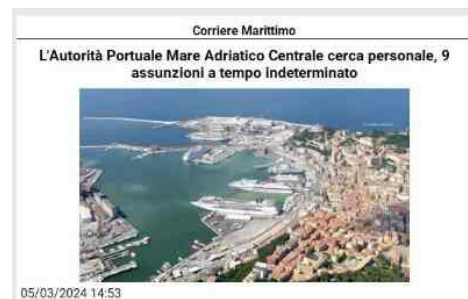 Corriere Marittimo
L'Autorità Portuale Mare Adriatico Centrale cerca personale, 9
assunzioni a tempo indeterminato
05/03/2024 14:53